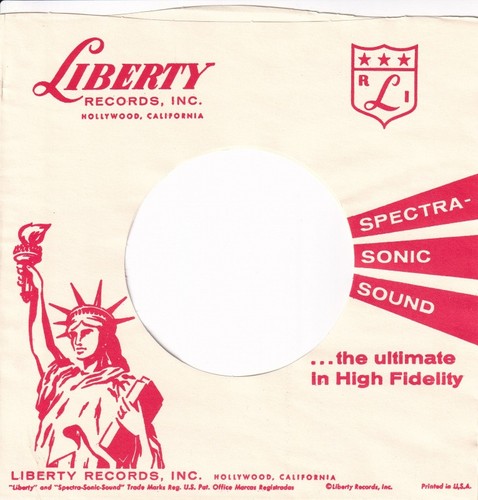 LIBERTY
RECORDS, INC.
HOLLYWOOD, CALIFORNIA
R L I
SPECTRA-
SONIC
SOUND
...the ultimate
in High Fidelity
LIBERTY RECORDS, INC. HOLLYWOOD, CALIFORNIA
"Liberty" and "Spectra-Sonic-Sound" Trade Marks Reg. U.S. Pat. Office Marcas Registradas ©Liberty Records, Inc. Printed in U.S.A.